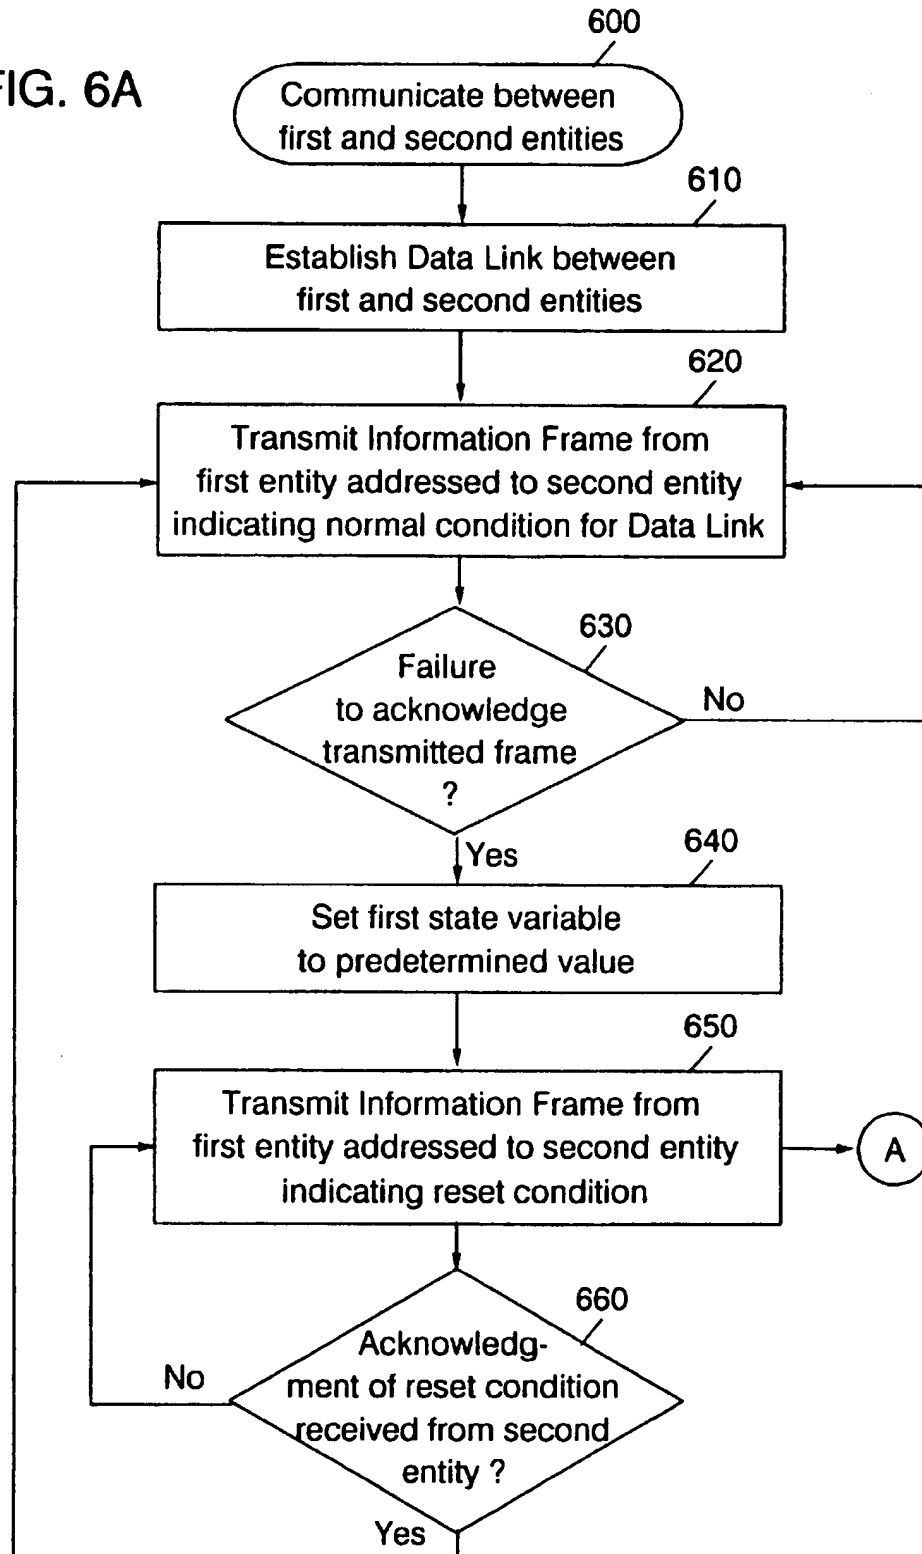 600
FIG. 6A
Communicate between
first and second entities
610
Establish Data Link between
first and second entities
620
Transmit Information Frame from
first entity addressed to second entity
indicating normal condition for Data Link
630
Failure
to acknowledge
transmitted frame
?
No
Yes
640
Set first state variable
to predetermined value
650
Transmit Information Frame from
first entity addressed to second entity
indicating reset condition
A
660
Acknowledg-
ment of reset condition
received from second
entity ?
No
Yes